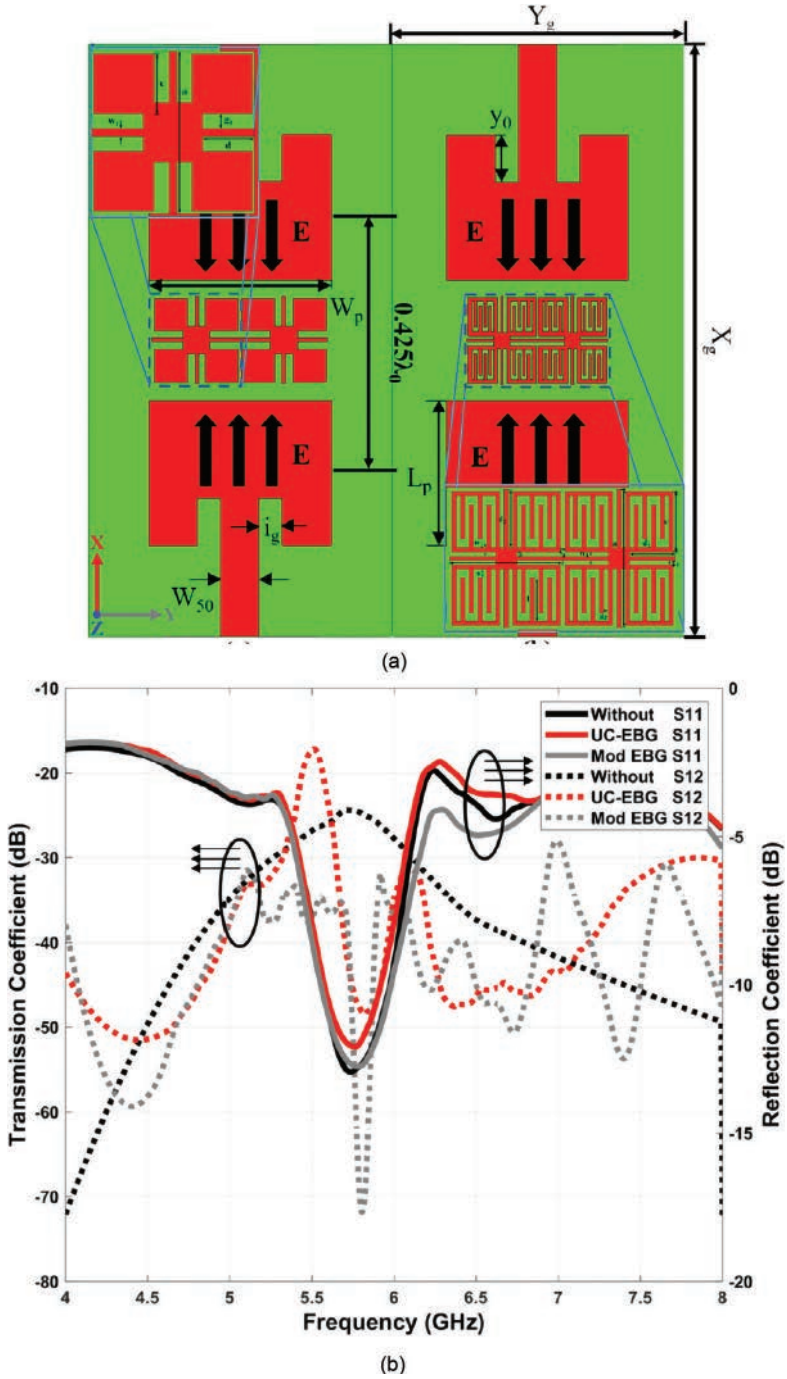 Y_g
y_0
E
E
W_p
0.425λ_0
X_g
E
E
L_p
i_g
W_50
X
Y
Z
(a)
-10
0
Without S11
UC-EBG S11
Mod EBG S11
Without S12
UC-EBG S12
Mod EBG S12
-20
-30
-40
-50
-60
-70
-80
-5
-10
-15
-20
Transmission Coefficient (dB)
Reflection Coefficient (dB)
4 4.5 5 5.5 6 6.5 7 7.5 8
Frequency (GHz)
(b)